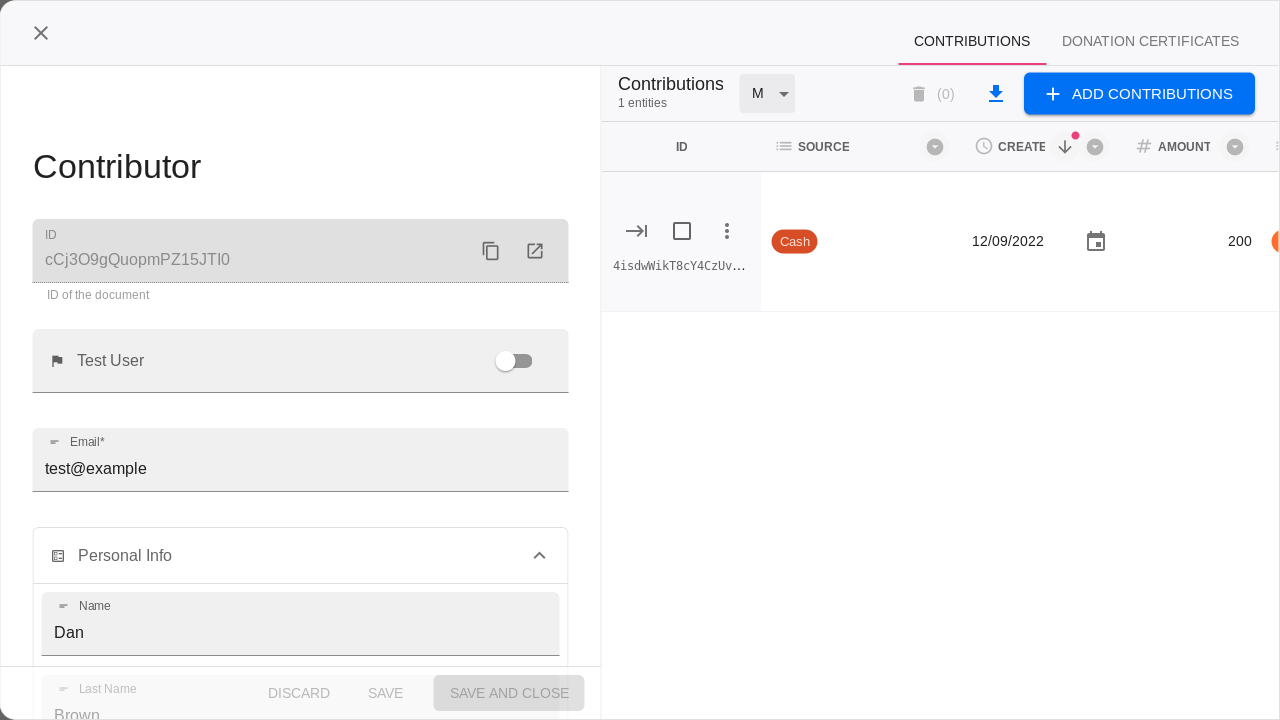 CONTRIBUTIONS
DONATION CERTIFICATES
Contributor
ID
cCj3O9gQuopmPZ15JTI0
ID of the document
Test User
Email*
test@example
Personal Info
Name
Dan
Last Name
Brown
DISCARD
SAVE
SAVE AND CLOSE
Contributions
1 entities
M
(0)
ADD CONTRIBUTIONS
ID
SOURCE
CREATE
AMOUNT
4isdwWikT8cY4CzUv…
Cash
12/09/2022
200